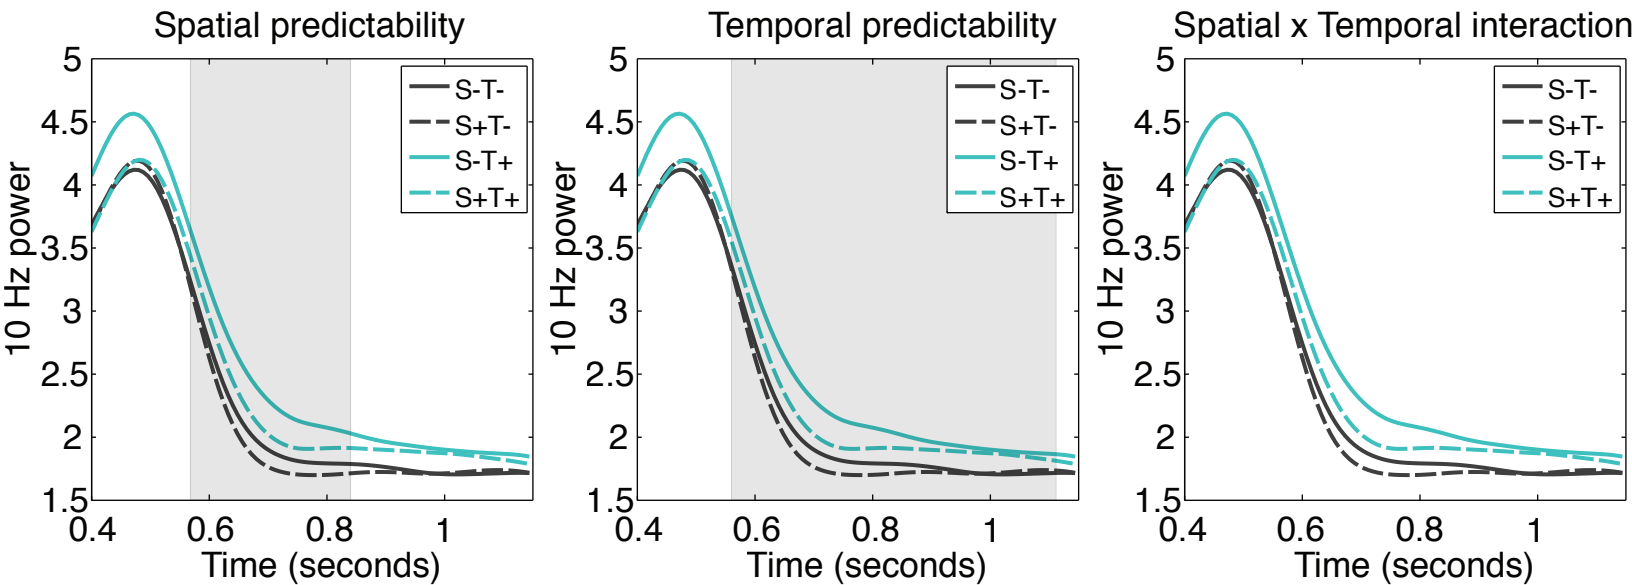 Spatial predictability
5
4.5
4
3.5
3
2.5
2
1.5
10 Hz power
S-T-
S+T-
S-T+
S+T+
0.4 0.6 0.8 1
Time (seconds)
Temporal predictability
5
4.5
4
3.5
3
2.5
2
1.5
10 Hz power
S-T-
S+T-
S-T+
S+T+
0.4 0.6 0.8 1
Time (seconds)
Spatial x Temporal interaction
5
4.5
4
3.5
3
2.5
2
1.5
10 Hz power
S-T-
S+T-
S-T+
S+T+
0.4 0.6 0.8 1
Time (seconds)